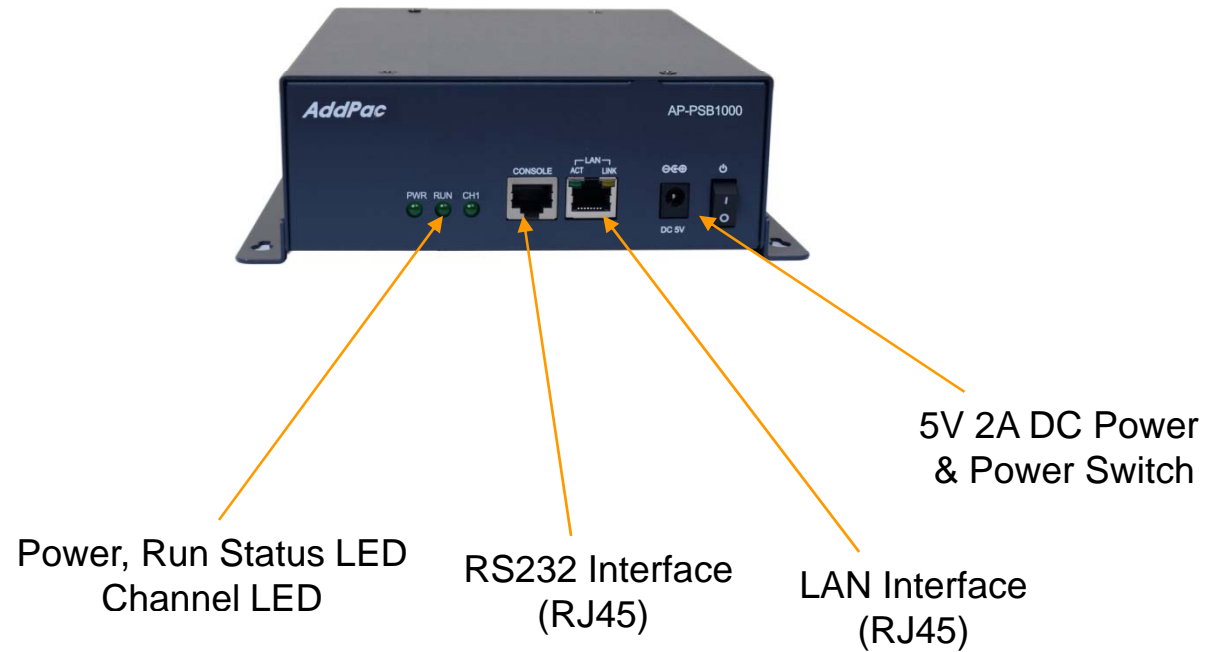 AddPac
AP-PSB1000
LAN
CONSOLE
ACT LINK
PWR RUN CH1
DC 5V
5V 2A DC Power
& Power Switch
Power, Run Status LED
Channel LED
RS232 Interface
(RJ45)
LAN Interface
(RJ45)